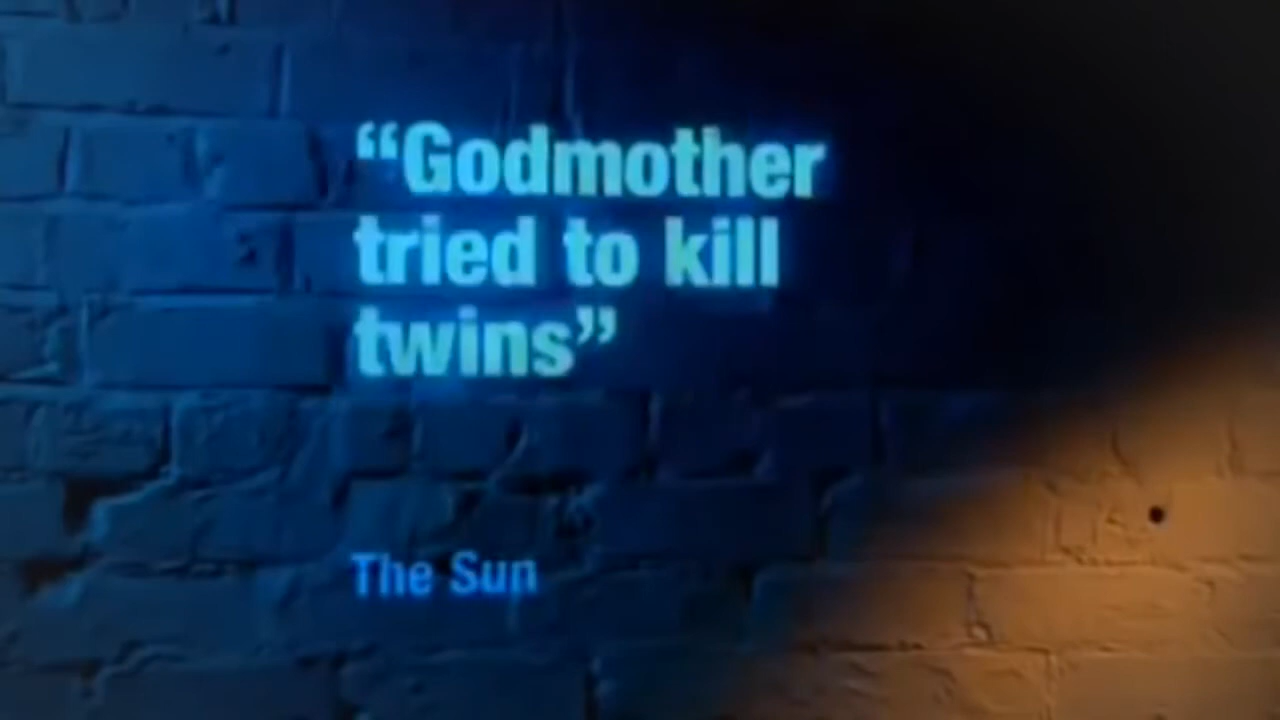 “Godmother
tried to kill
twins”
The Sun